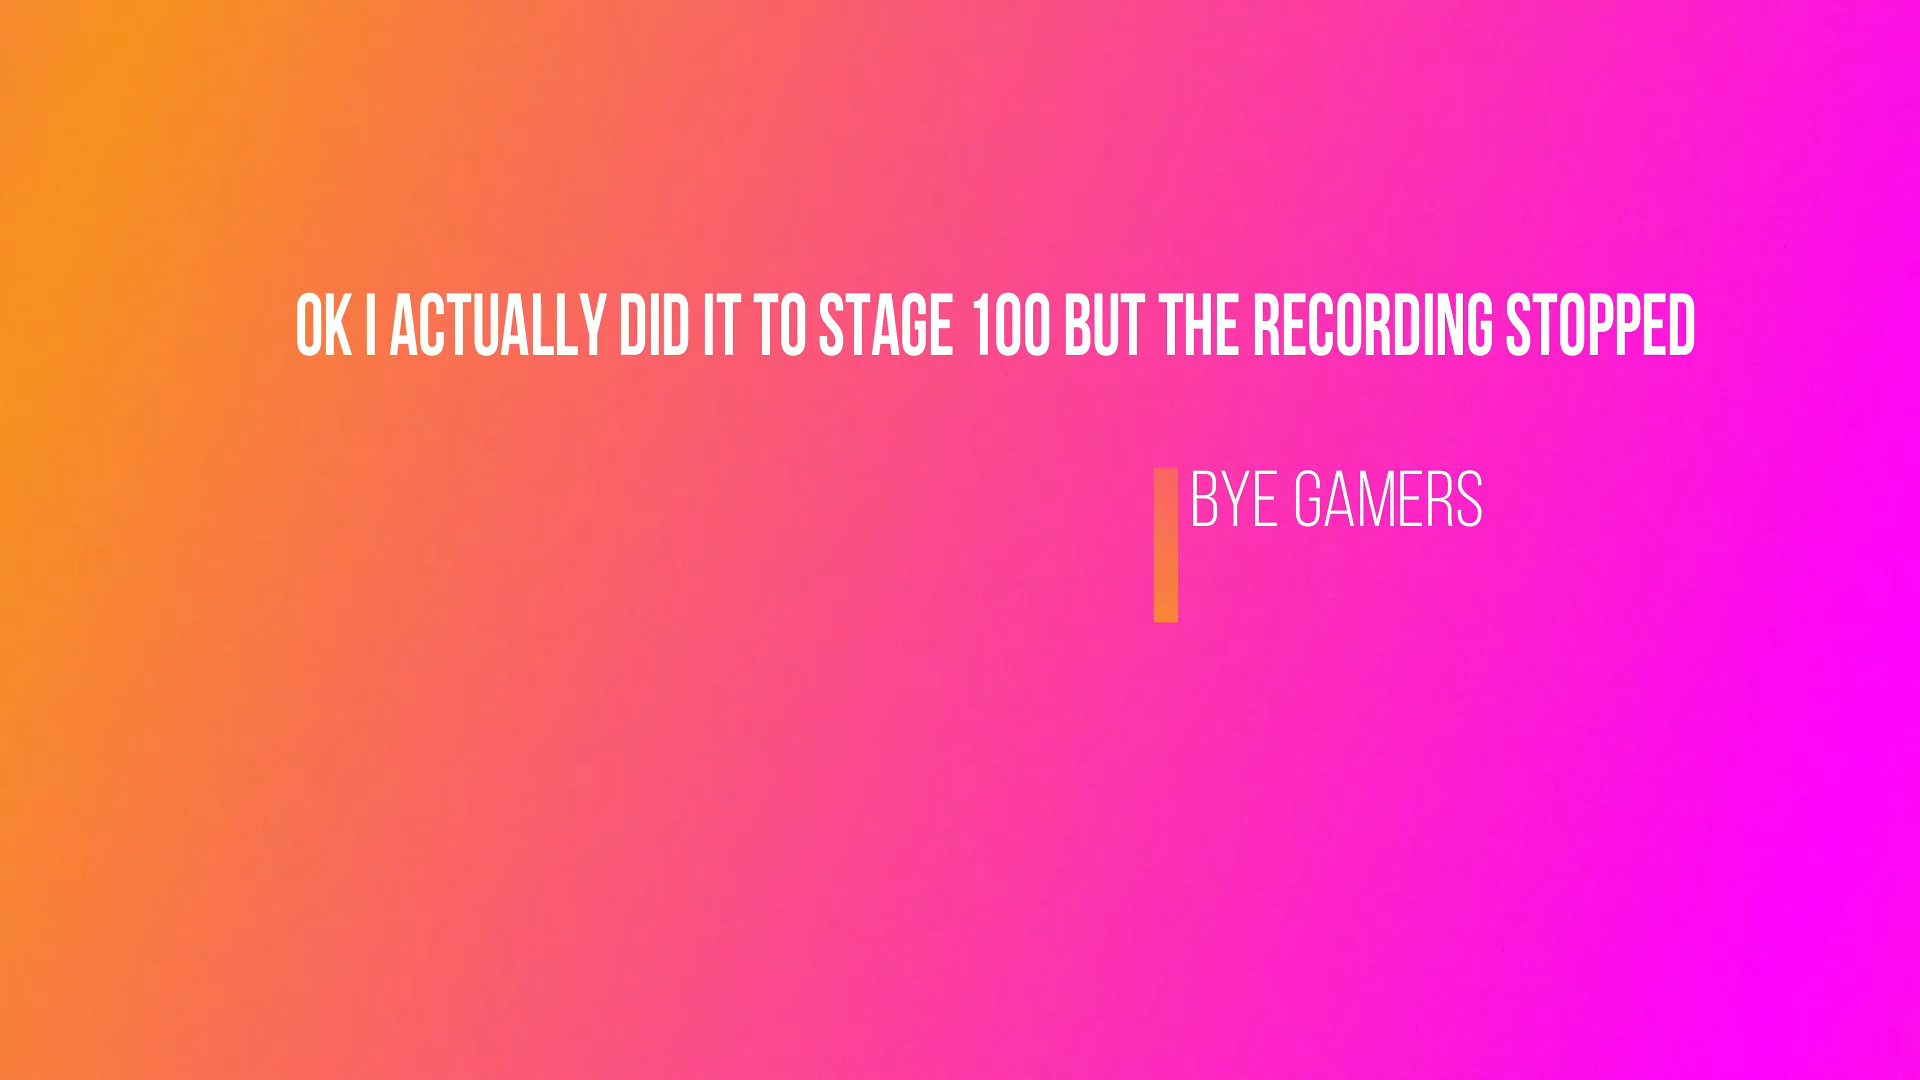 OK I ACTUALLY DID IT TO STAGE 100 BUT THE RECORDING STOPPED
BYE GAMERS